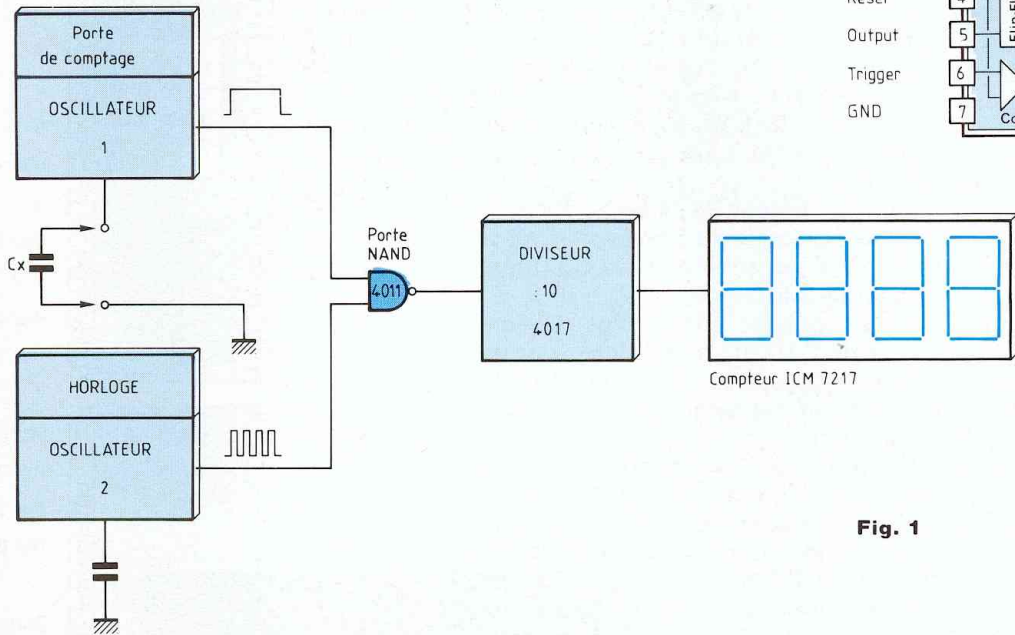 Porte
de comptage
OSCILLATEUR
1
Cx
HORLOGE
OSCILLATEUR
2
Porte
NAND
4011
DIVISEUR
:10
4017
Compteur ICM 7217
Output
Trigger
GND
5
6
7
Fig. 1